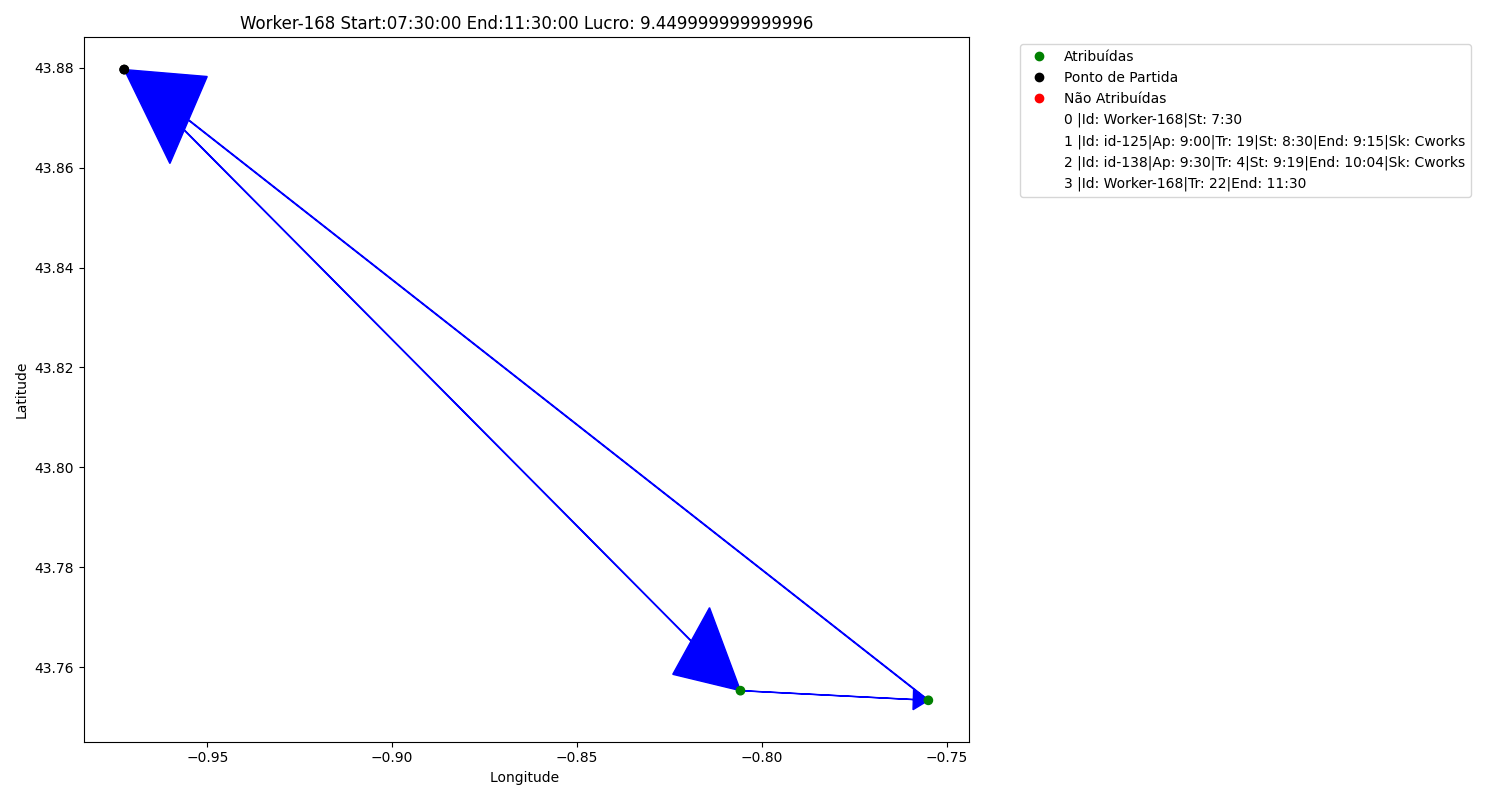 Worker-168 Start:07:30:00 End:11:30:00 Lucro: 9.449999999999996
43.88
43.86
43.84
43.82
43.80
43.78
43.76
Latitude
−0.95
−0.90
−0.85
−0.80
−0.75
Longitude
Atribuídas
Ponto de Partida
Não Atribuídas
0 |Id: Worker-168|St: 7:30
1 |Id: id-125|Ap: 9:00|Tr: 19|St: 8:30|End: 9:15|Sk: Cworks
2 |Id: id-138|Ap: 9:30|Tr: 4|St: 9:19|End: 10:04|Sk: Cworks
3 |Id: Worker-168|Tr: 22|End: 11:30